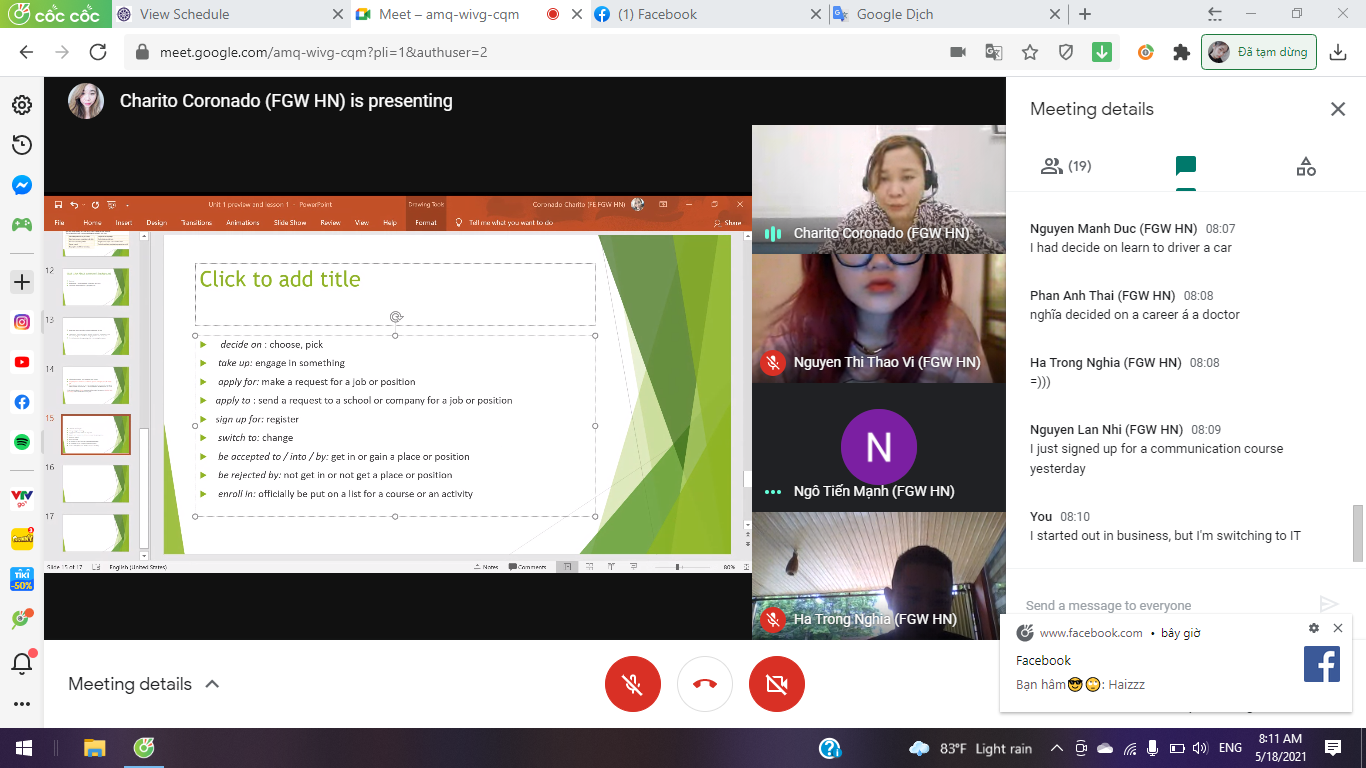 cốc cốc
View Schedule
Meet – amq-wivg-cqm
(1) Facebook
Google Dịch
meet.google.com/amq-wivg-cqm?pli=1&authuser=2
Đã tạm dừng
Charito Coronado (FGW HN) is presenting
Unit 1 preview and lesson 1 - PowerPoint
Drawing Tools
Coronado Charito (FE FGW HN)
File Home Insert Design Transitions Animations Slide Show Review View Help Format Tell me what you want to do Share
12
13
14
15
16
17
Click to add title
decide on : choose, pick
take up: engage in something
apply for: make a request for a job or position
apply to : send a request to a school or company for a job or position
sign up for: register
switch to: change
be accepted to / into / by: get in or gain a place or position
be rejected by: not get in or not get a place or position
enroll in: officially be put on a list for a course or an activity
Slide 15 of 17 English (United States) Notes Comments 80%
Charito Coronado (FGW HN)
Nguyen Thi Thao Vi (FGW HN)
N
Ngô Tiến Mạnh (FGW HN)
Ha Trong Nghia (FGW HN)
Meeting details
(19)
Nguyen Manh Duc (FGW HN) 08:07
I had decide on learn to driver a car
Phan Anh Thai (FGW HN) 08:08
nghĩa decided on a career á a doctor
Ha Trong Nghia (FGW HN) 08:08
=)))
Nguyen Lan Nhi (FGW HN) 08:09
I just signed up for a communication course
yesterday
You 08:10
I started out in business, but I'm switching to IT
Send a message to everyone
www.facebook.com • bây giờ
Facebook
Bạn hâm😎🙄: Haizzz
Meeting details
VTV
go
TIKI
-50%
83°F Light rain
ENG
8:11 AM
5/18/2021